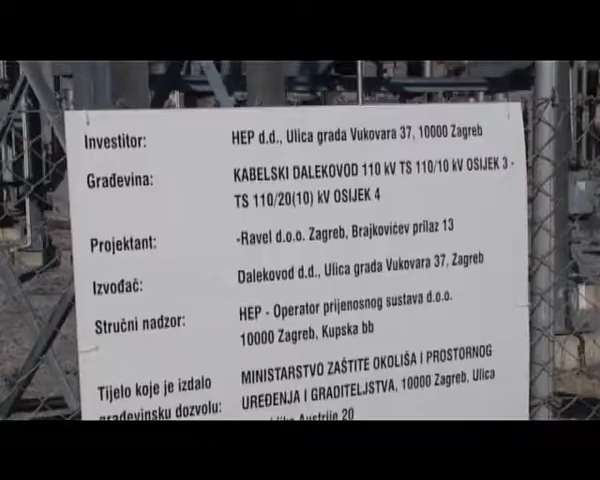 Investitor: HEP d.d., Ulica grada Vukovara 37, 10000 Zagreb
Građevina: KABELSKI DALEKOVOD 110 kV TS 110/10 kV OSIJEK 3 -
TS 110/20(10) kV OSIJEK 4
Projektant: -Ravel d.o.o. Zagreb, Brajkovićev prilaz 13
Izvođač: Dalekovod d.d., Ulica grada Vukovara 37, Zagreb
Stručni nadzor: HEP - Operator prijenosnog sustava d.o.o.
10000 Zagreb, Kupska bb
Tijelo koje je izdalo MINISTARSTVO ZAŠTITE OKOLIŠA I PROSTORNOG
građevinsku dozvolu: UREĐENJA I GRADITELJSTVA, 10000 Zagreb, Ulica
Austrije 20